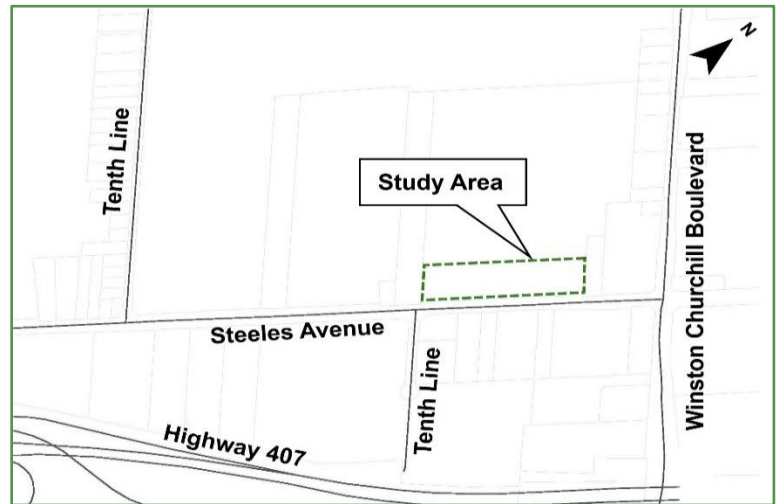 N
Tenth Line
Study Area
Winston Churchill Boulevard
Steeles Avenue
Tenth Line
Highway 407